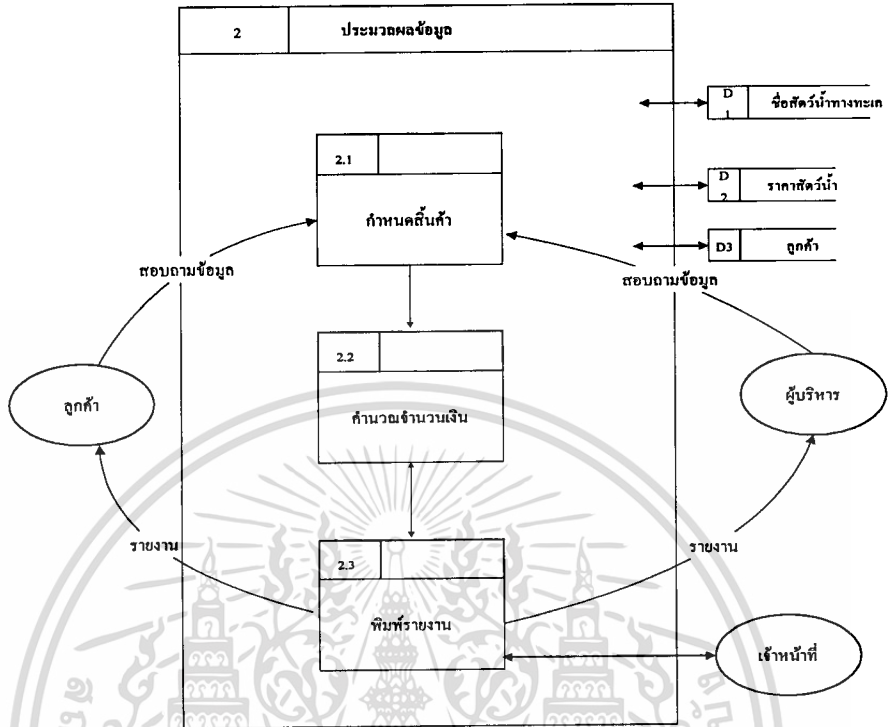 2 ประมวลผลข้อมูล
D 1 ชื่อสัตว์น้ำทางทะเล
2.1
กำหนดสิ้นค้า
D 2 ราคาสัตว์น้ำ
D3 ลูกค้า
สอบถามข้อมูล
สอบถามข้อมูล
2.2
คำนวณจำนวนเงิน
ลูกค้า
ผู้บริหาร
รายงาน
รายงาน
2.3
พิมพ์รายงาน
เจ้าหน้าที่